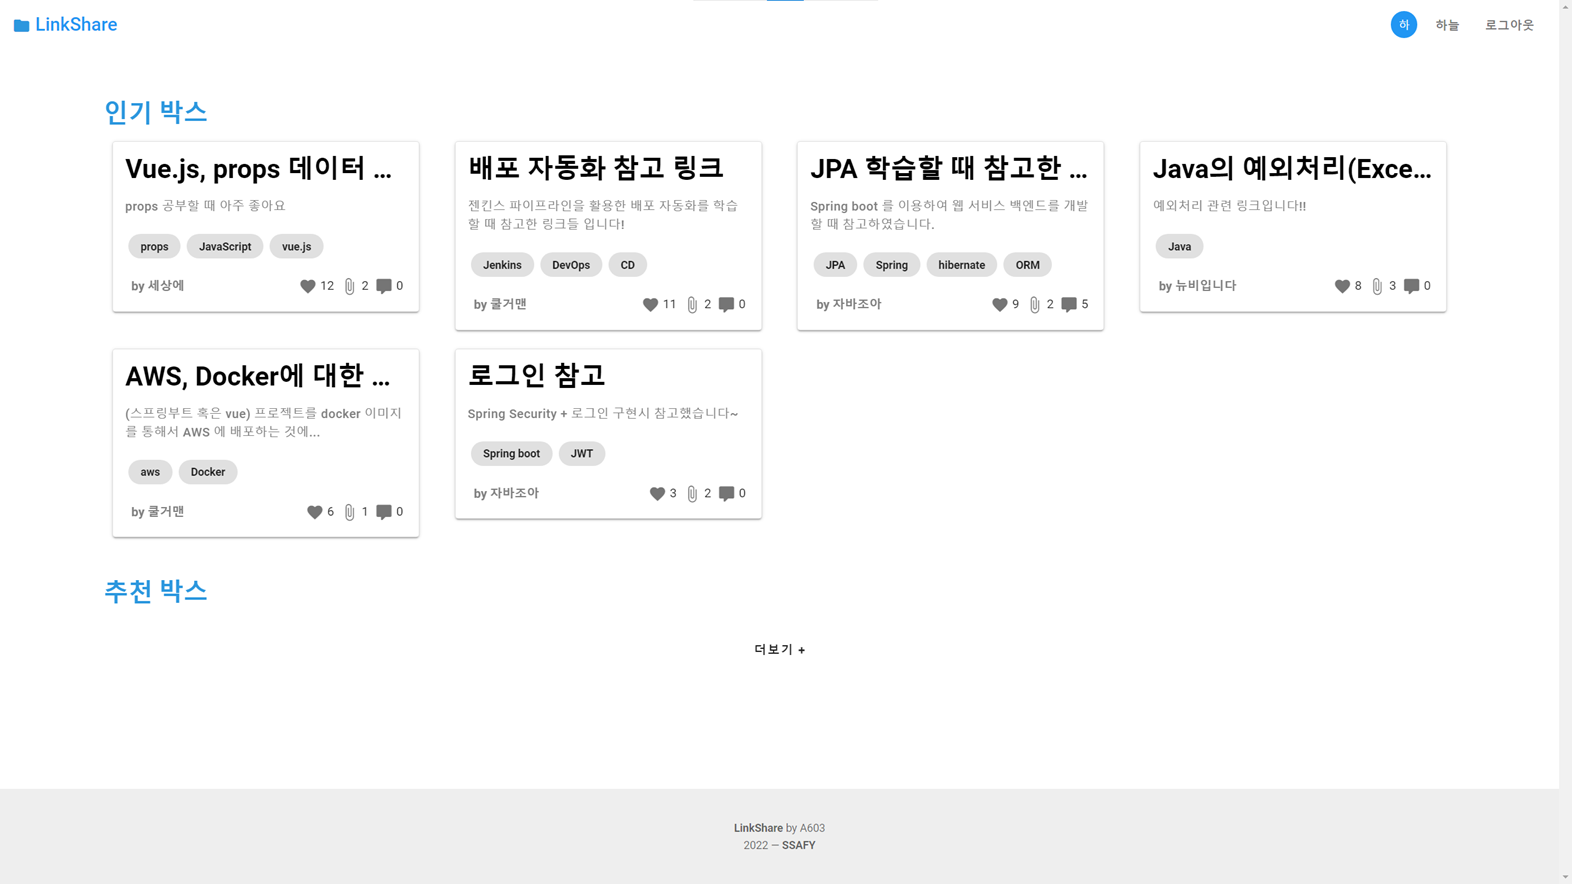 LinkShare
하 하늘 로그아웃
인기 박스
Vue.js, props 데이터 ...
props 공부할 때 아주 좋아요
props JavaScript vue.js
by 세상에 12 2 0
배포 자동화 참고 링크
젠킨스 파이프라인을 활용한 배포 자동화를 학습
할 때 참고한 링크들 입니다!
Jenkins DevOps CD
by 쿨거맨 11 2 0
JPA 학습할 때 참고한 ...
Spring boot 를 이용하여 웹 서비스 백엔드를 개발
할 때 참고하였습니다.
JPA Spring hibernate ORM
by 자바조아 9 2 5
Java의 예외처리(Exce...
예외처리 관련 링크입니다!!
Java
by 뉴비입니다 8 3 0
AWS, Docker에 대한 ...
(스프링부트 혹은 vue) 프로젝트를 docker 이미지
를 통해서 AWS 에 배포하는 것에...
aws Docker
by 쿨거맨 6 1 0
로그인 참고
Spring Security + 로그인 구현시 참고했습니다~
Spring boot JWT
by 자바조아 3 2 0
추천 박스
더보기 +
LinkShare by A603
2022 — SSAFY